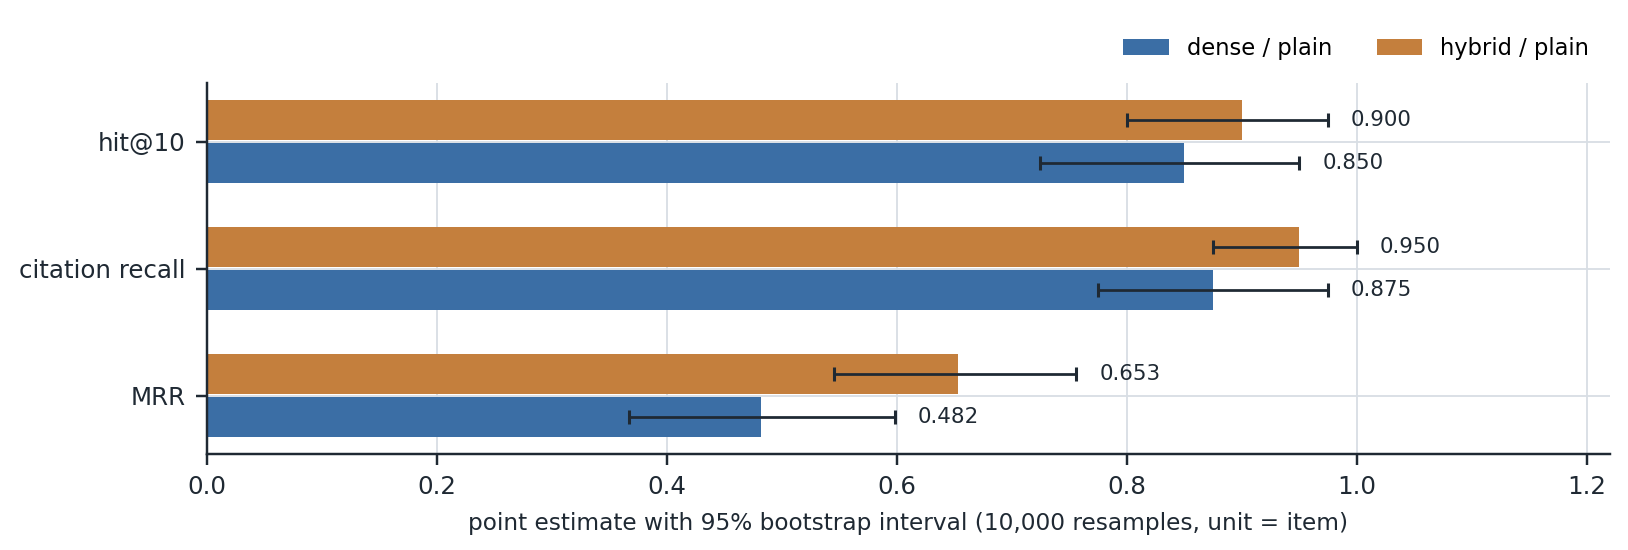 dense / plain
hybrid / plain
hit@10
0.900
0.850
citation recall
0.950
0.875
MRR
0.653
0.482
0.0 0.2 0.4 0.6 0.8 1.0 1.2
point estimate with 95% bootstrap interval (10,000 resamples, unit = item)